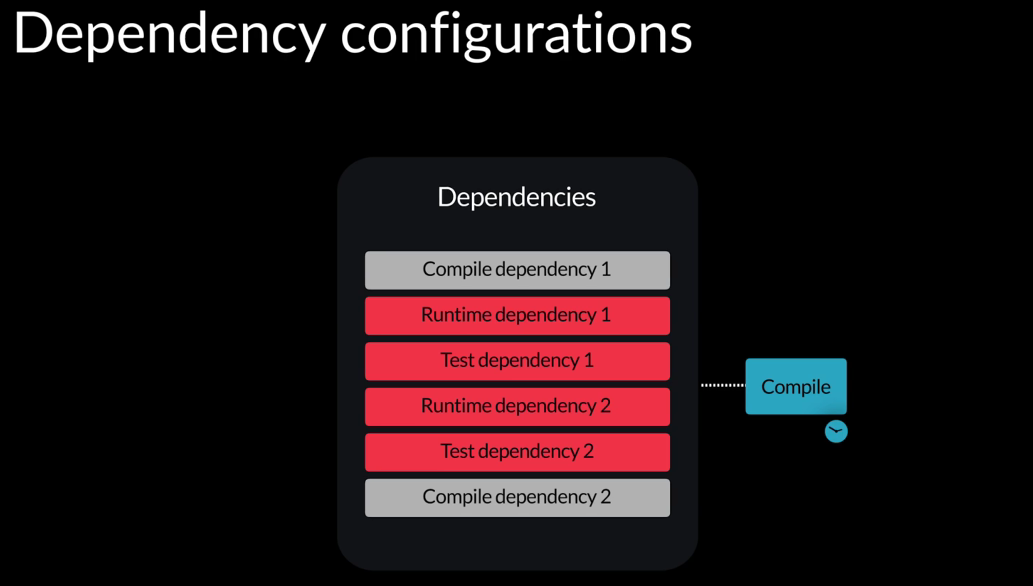 Dependency configurations
Dependencies
Compile dependency 1
Runtime dependency 1
Test dependency 1
Runtime dependency 2
Test dependency 2
Compile dependency 2
Compile